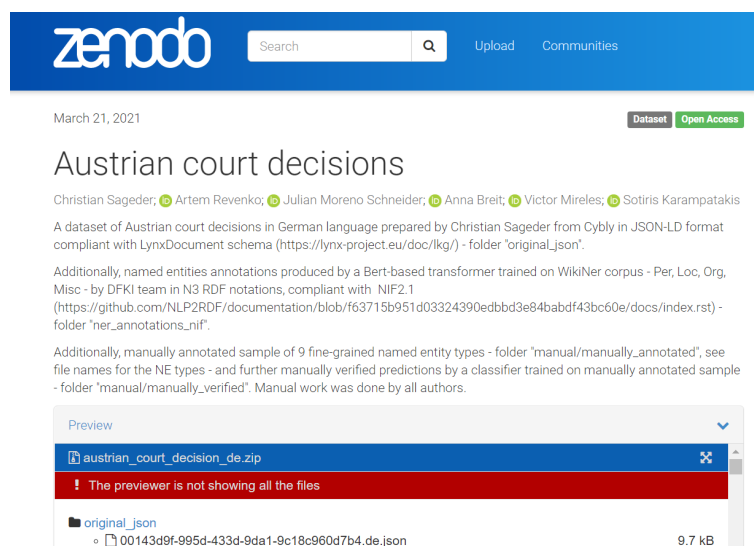 zenodo
Search
Upload
Communities
March 21, 2021
Dataset
Open Access
Austrian court decisions
Christian Sageder; iD Artem Revenko; iD Julian Moreno Schneider; iD Anna Breit; iD Victor Mireles; iD Sotiris Karampatakis
A dataset of Austrian court decisions in German language prepared by Christian Sageder from Cybly in JSON-LD format
compliant with LynxDocument schema (https://lynx-project.eu/doc/lkg/) - folder "original_json".
Additionally, named entities annotations produced by a Bert-based transformer trained on WikiNer corpus - Per, Loc, Org,
Misc - by DFKI team in N3 RDF notations, compliant with NIF2.1
(https://github.com/NLP2RDF/documentation/blob/f63715b951d03324390edbbd3e84babdf43bc60e/docs/index.rst) -
folder "ner_annotations_nif".
Additionally, manually annotated sample of 9 fine-grained named entity types - folder "manual/manually_annotated", see
file names for the NE types - and further manually verified predictions by a classifier trained on manually annotated sample
- folder "manual/manually_verified". Manual work was done by all authors.
Preview
austrian_court_decision_de.zip
! The previewer is not showing all the files
original_json
00143d9f-995d-433d-9da1-9c18c960d7b4.de.json 9.7 kB